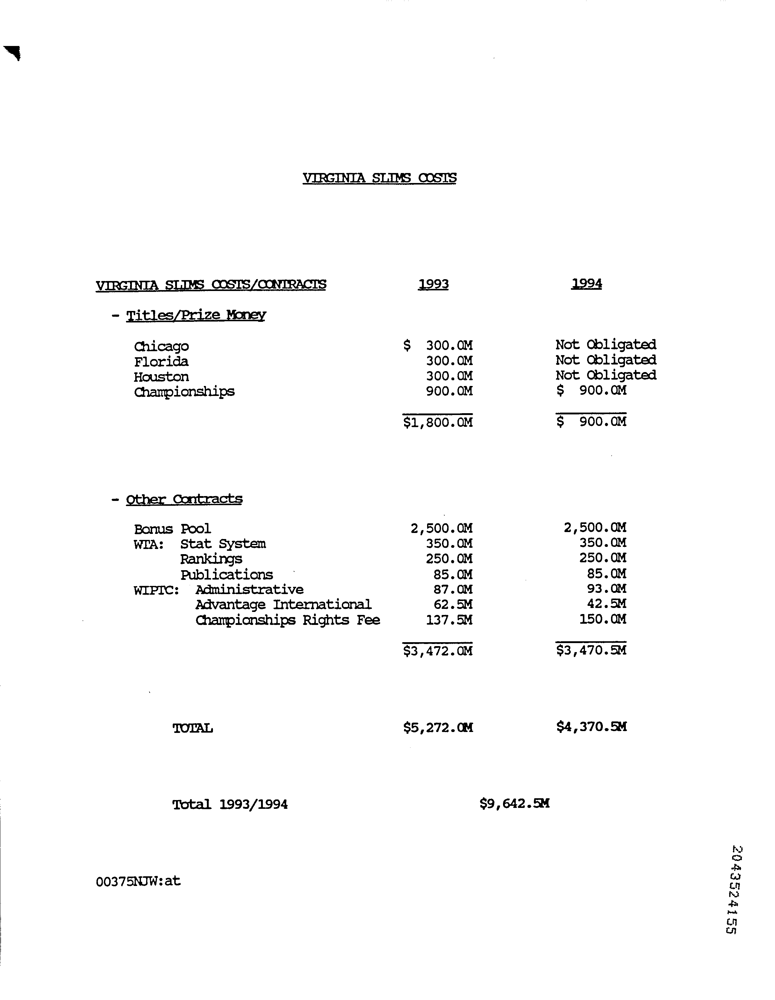 VIRGINIA SLIMS COSTS
VIRGINIA SLIMS COSTS/CONTRACTS 1993 1994
- Titles/Prize Money
Chicago $ 300.0M Not Obligated
Florida 300.0M Not Obligated
Houston 300.0M Not Obligated
Championships 900.0M $ 900.0M
$1,800.0M $ 900.0M
- Other Contracts
Bonus Pool 2,500.0M 2,500.0M
WTA: Stat System 350.0M 350.0M
Rankings 250.0M 250.0M
Publications 85.0M 85.0M
WIPTC: Administrative 87.0M 93.0M
Advantage International 62.5M 42.5M
Championships Rights Fee 137.5M 150.0M
$3,472.0M $3,470.5M
TOTAL $5,272.0M $4,370.5M
Total 1993/1994 $9,642.5M
00375NJW:at
2043524155